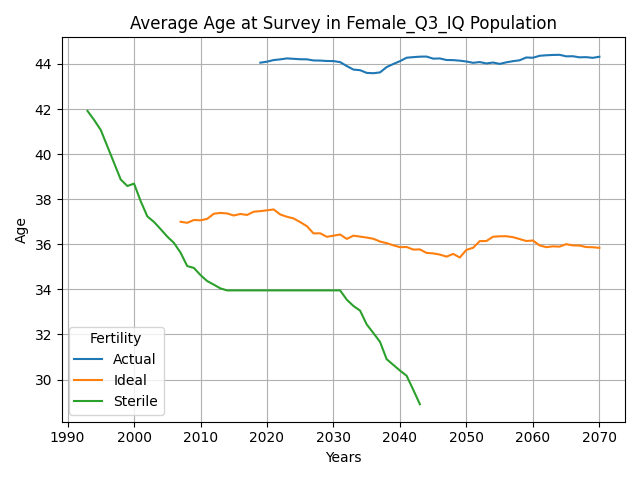 Average Age at Survey in Female_Q3_IQ Population
Age
44
42
40
38
36
34
32
30
Fertility
Actual
Ideal
Sterile
1990 2000 2010 2020 2030 2040 2050 2060 2070
Years